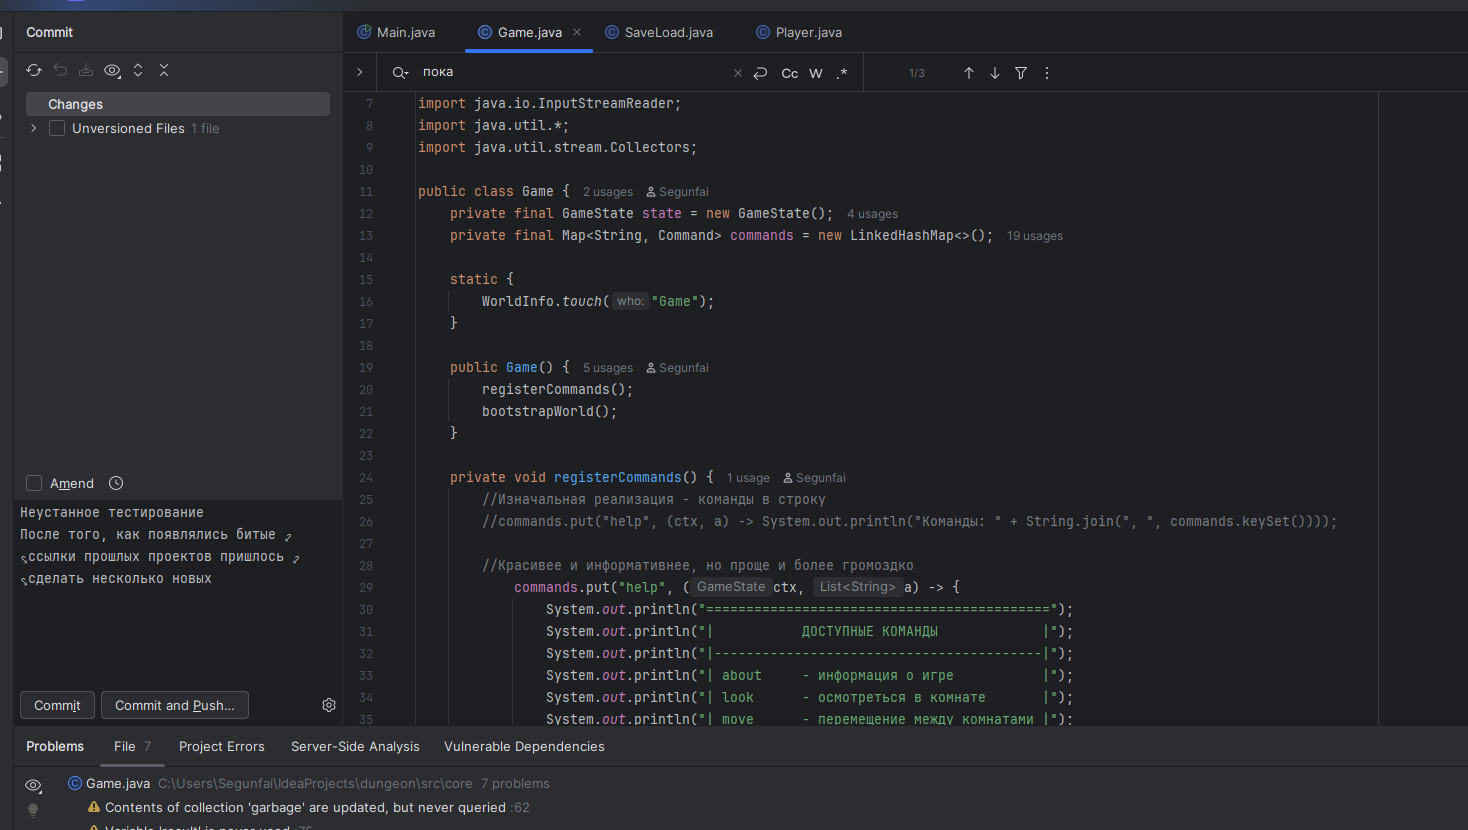 Commit
Main.java
Game.java
SaveLoad.java
Player.java
пока
Cc
W
.*
1/3
Changes
Unversioned Files 1 file
7 import java.io.InputStreamReader;
8 import java.util.*;
9 import java.util.stream.Collectors;
10
11 public class Game { 2 usages Segunfai
12 private final GameState state = new GameState(); 4 usages
13 private final Map<String, Command> commands = new LinkedHashMap<>(); 19 usages
14
15 static {
16 WorldInfo.touch( who: "Game");
17 }
18
19 public Game() { 5 usages Segunfai
20 registerCommands();
21 bootstrapWorld();
22 }
23
24 private void registerCommands() { 1 usage Segunfai
25 //Изначальная реализация - команды в строку
26 //commands.put("help", (ctx, a) -> System.out.println("Команды: " + String.join(", ", commands.keySet())));
27
28 //Красивее и информативнее, но проще и более громоздко
29 commands.put("help", ( GameState ctx, List<String> a) -> {
30 System.out.println("===========================================");
31 System.out.println("| ДОСТУПНЫЕ КОМАНДЫ |");
32 System.out.println("|-----------------------------------------|");
33 System.out.println("| about - информация о игре |");
34 System.out.println("| look - осмотреться в комнате |");
35 System.out.println("| move - перемещение между комнатами |");
Amend
Неустанное тестирование
После того, как появлялись битые
ссылки прошлых проектов пришлось
сделать несколько новых
Commit
Commit and Push...
Problems
File 7
Project Errors
Server-Side Analysis
Vulnerable Dependencies
Game.java C:\Users\Segunfai\IdeaProjects\dungeon\src\core 7 problems
Contents of collection 'garbage' are updated, but never queried :62